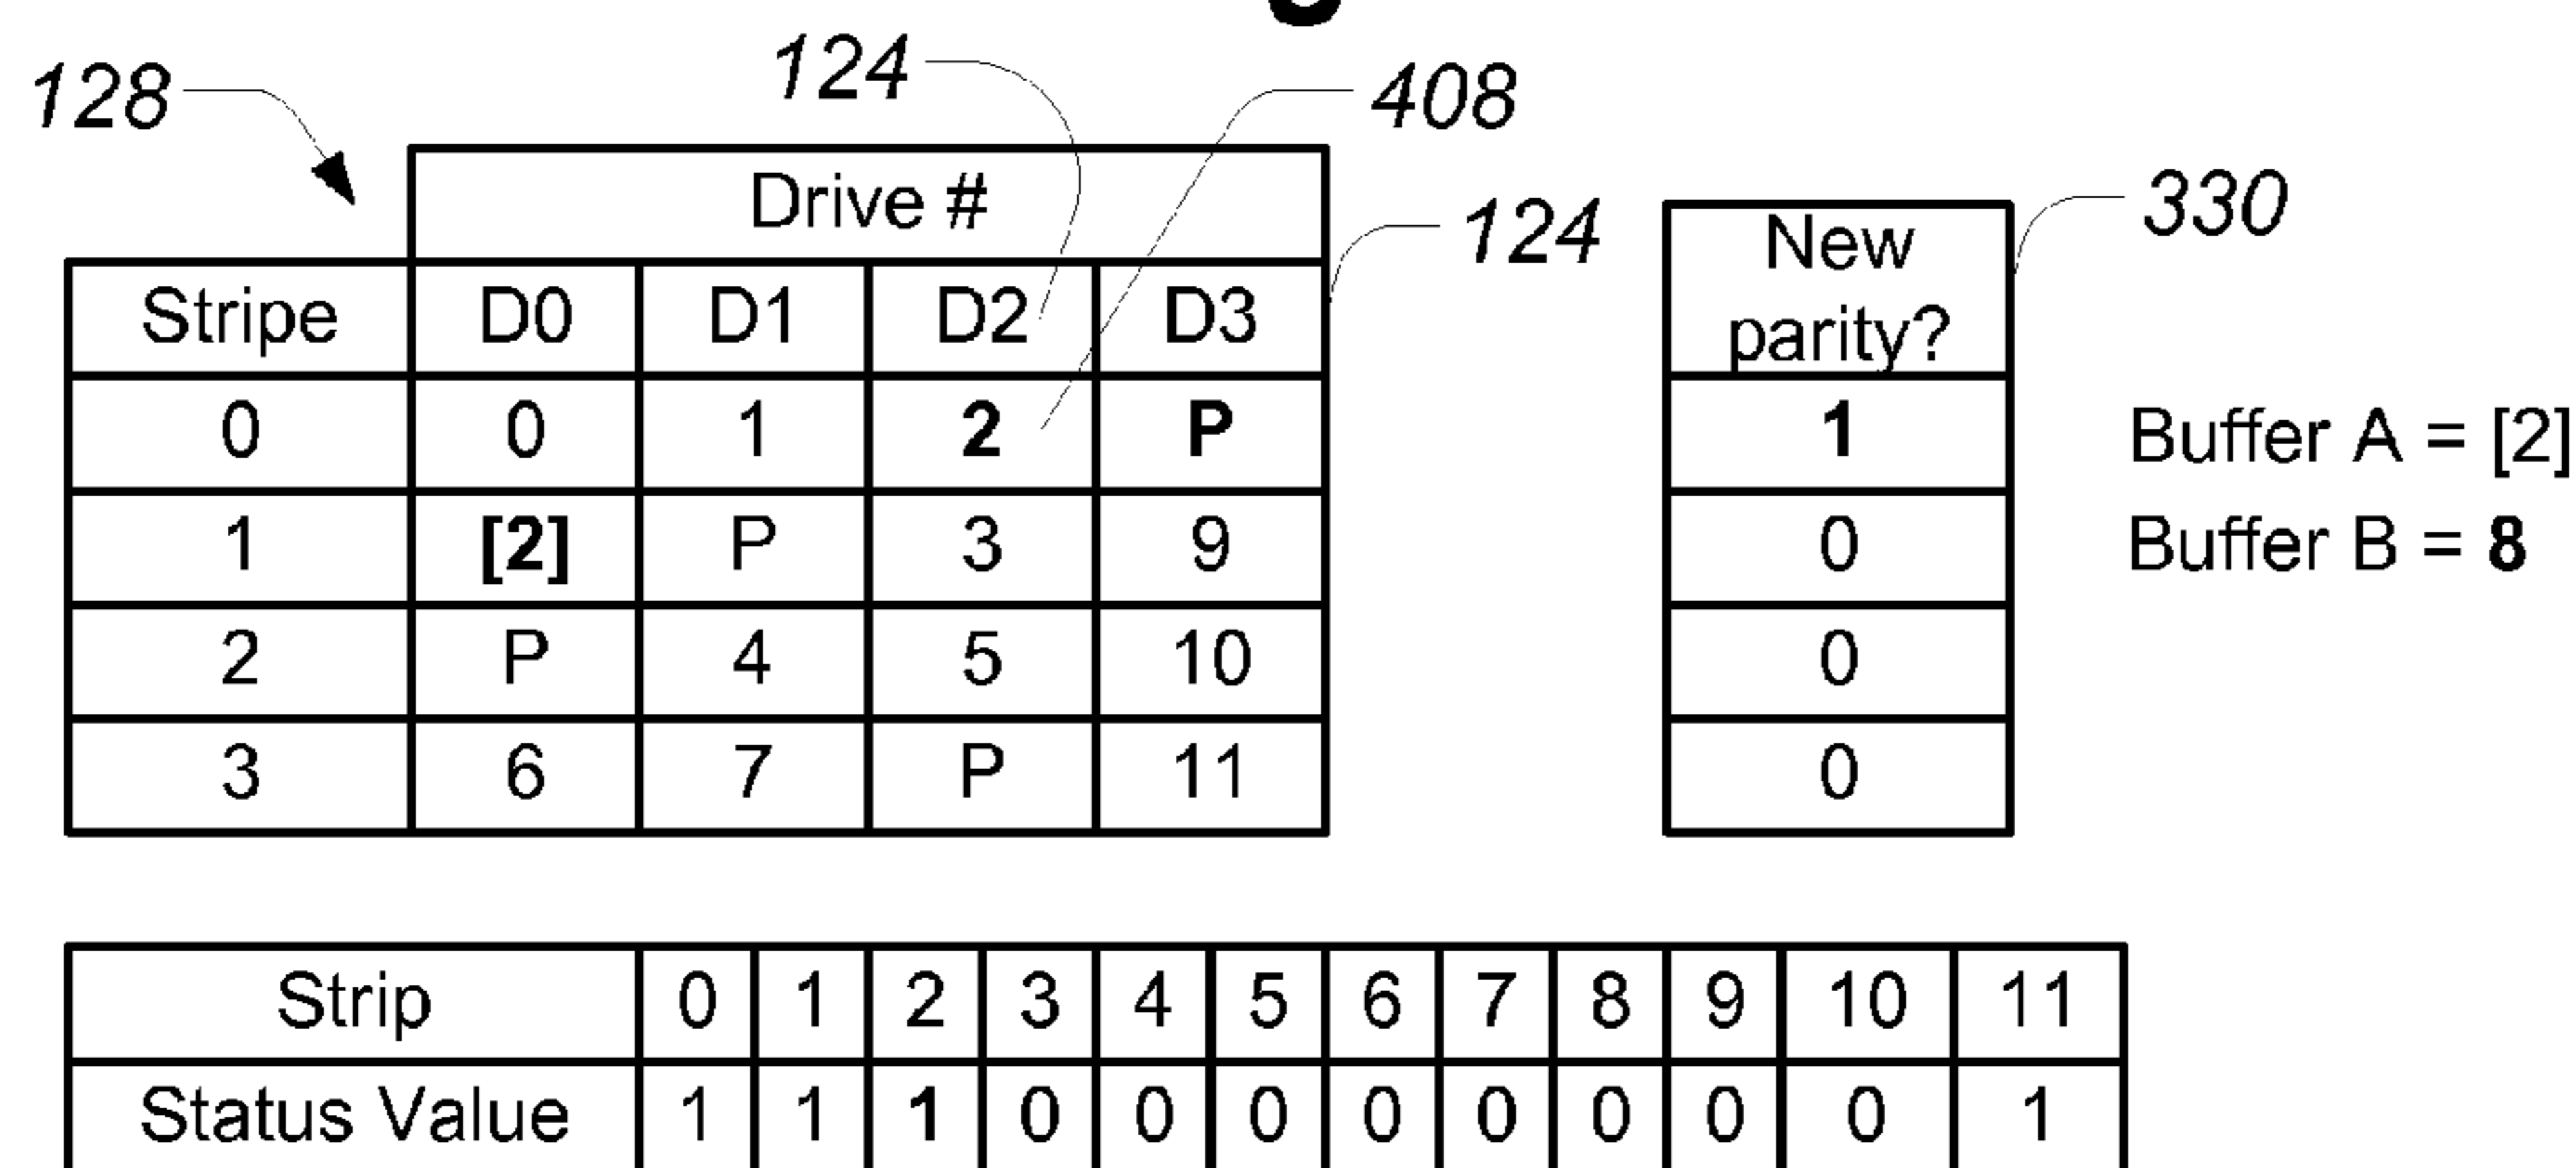 124
128
408
Drive #
124
330
New
parity?
Stripe D0 D1 D2 D3
0 0 1 2 P 1 Buffer A = [2]
1 [2] P 3 9 0 Buffer B = 8
2 P 4 5 10 0
3 6 7 P 11 0
Strip 0 1 2 3 4 5 6 7 8 9 10 11
Status Value 1 1 1 0 0 0 0 0 0 0 0 1